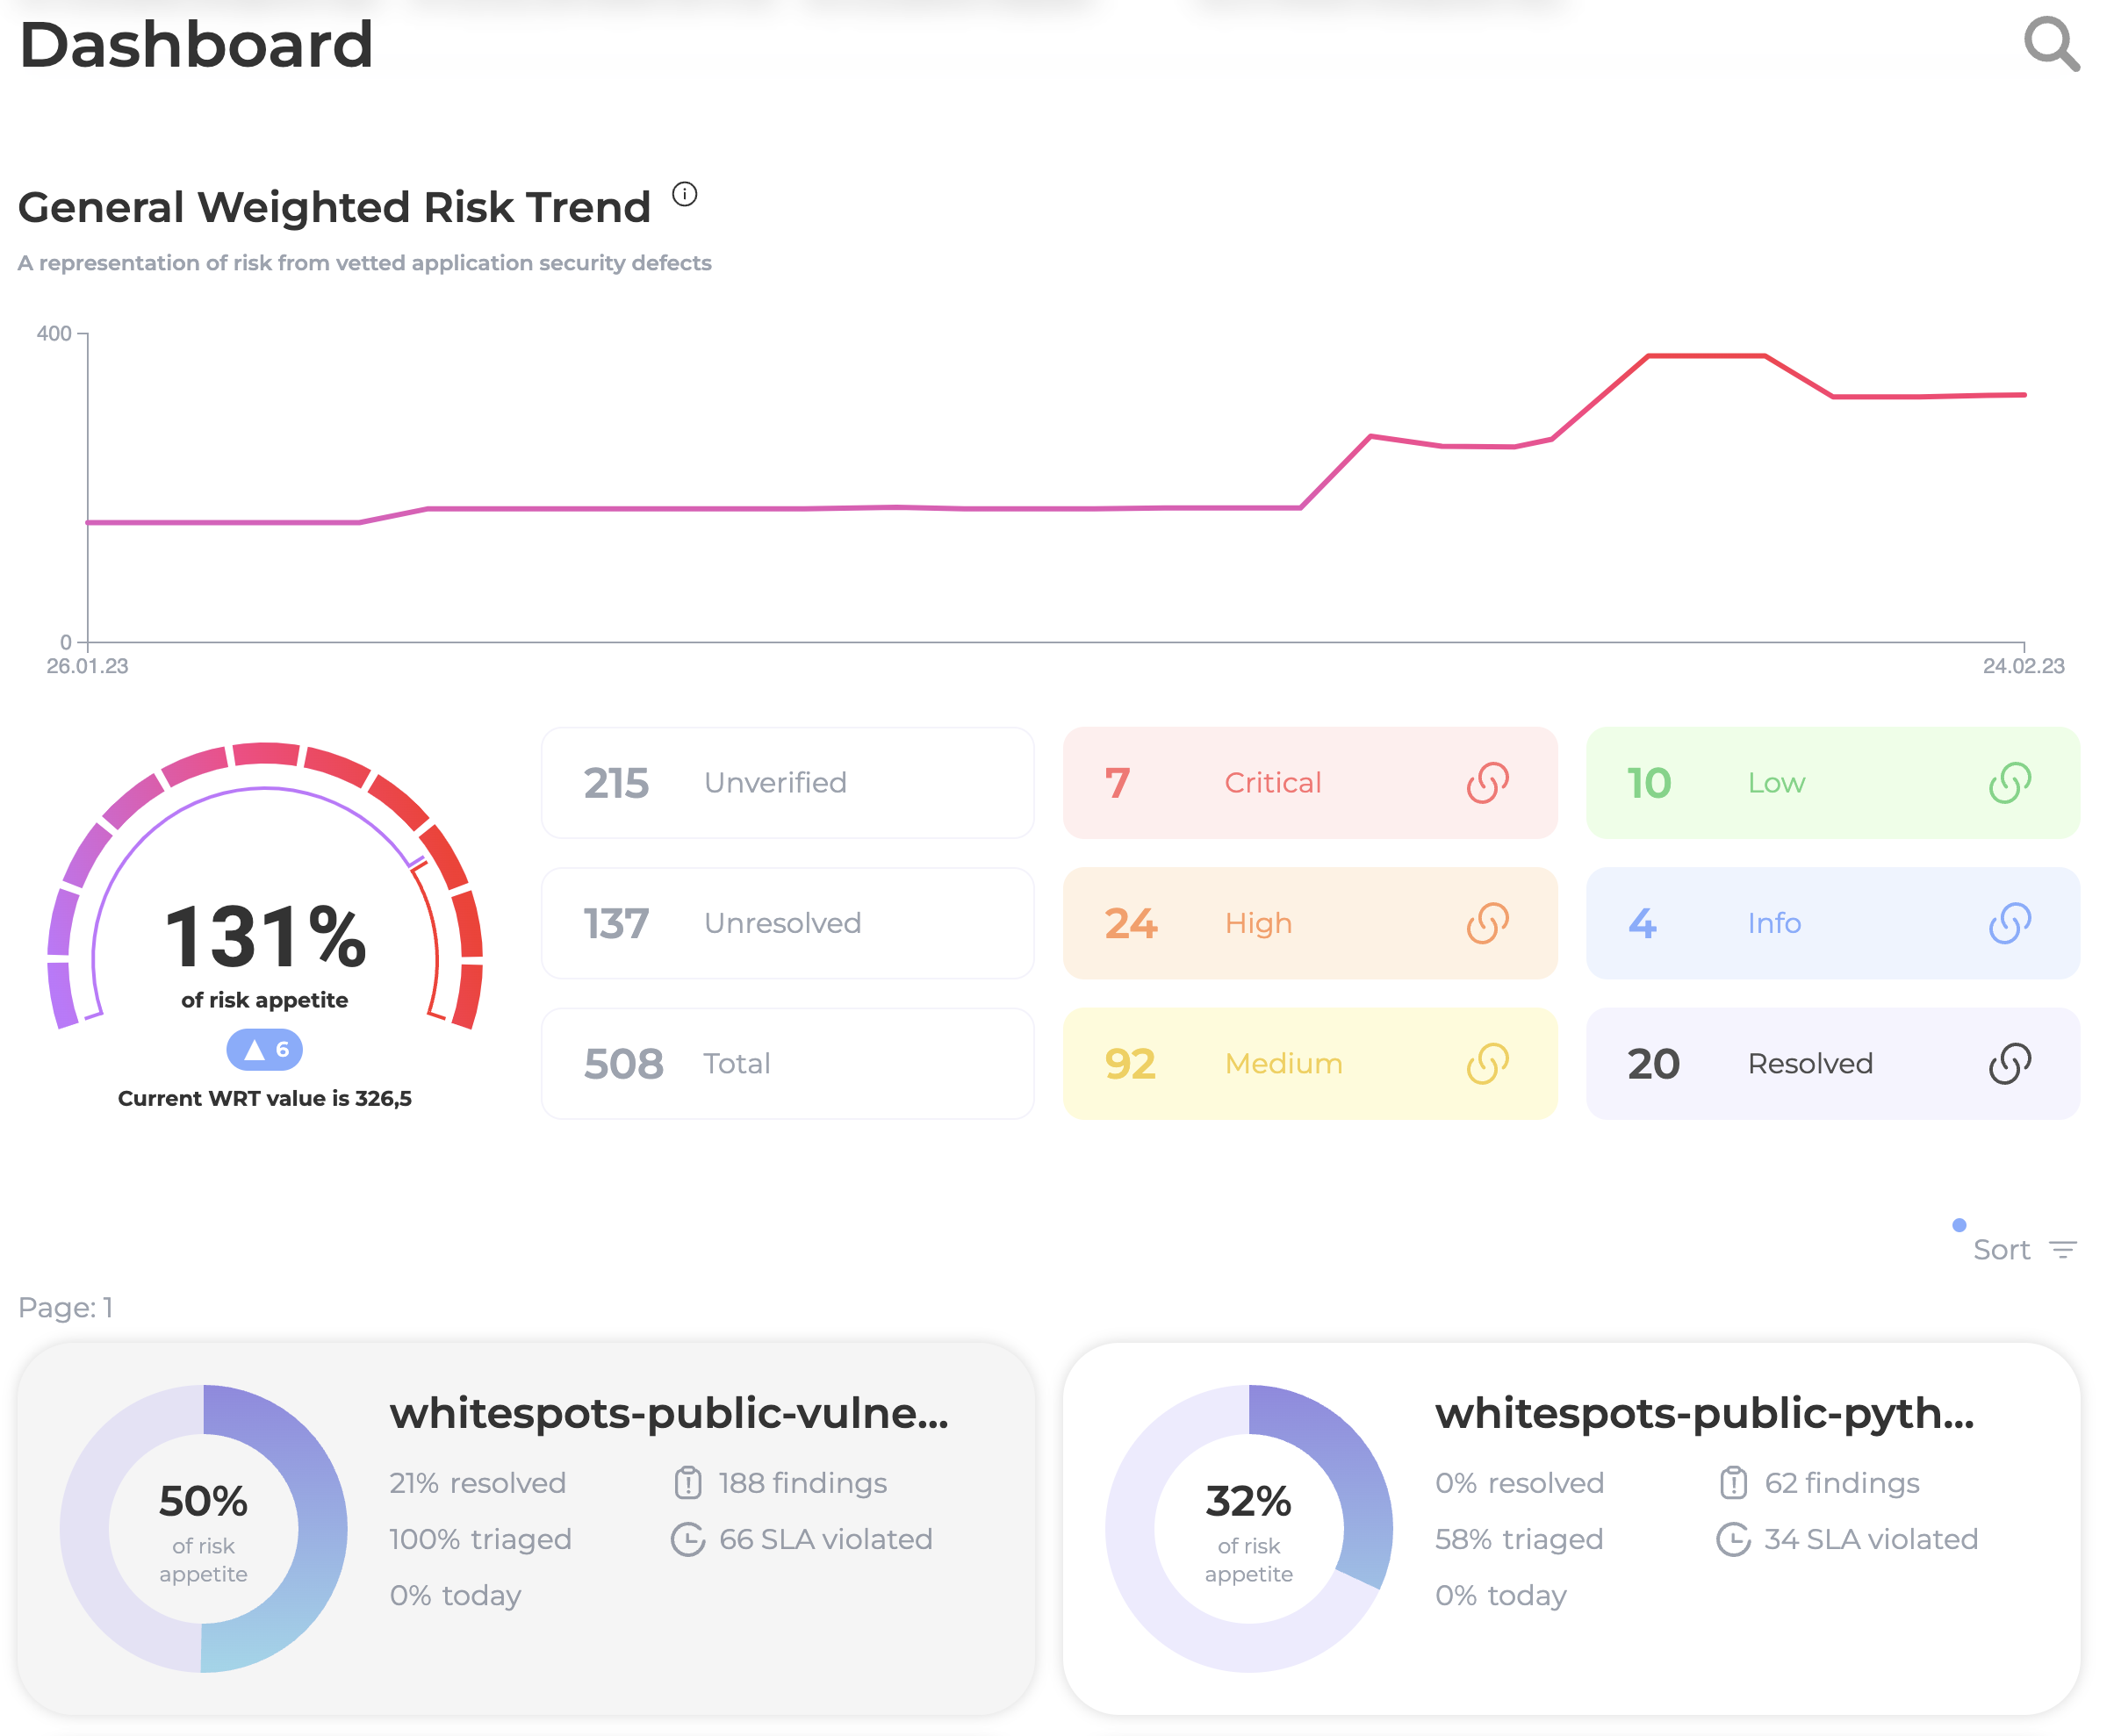 Dashboard
General Weighted Risk Trend
A representation of risk from vetted application security defects
400
0
26.01.23
24.02.23
131%
of risk appetite
6
Current WRT value is 326,5
215 Unverified
7 Critical
10 Low
137 Unresolved
24 High
4 Info
508 Total
92 Medium
20 Resolved
Sort
Page: 1
50%
of risk
appetite
whitespots-public-vulne...
21% resolved
188 findings
100% triaged
66 SLA violated
0% today
32%
of risk
appetite
whitespots-public-pyth...
0% resolved
62 findings
58% triaged
34 SLA violated
0% today